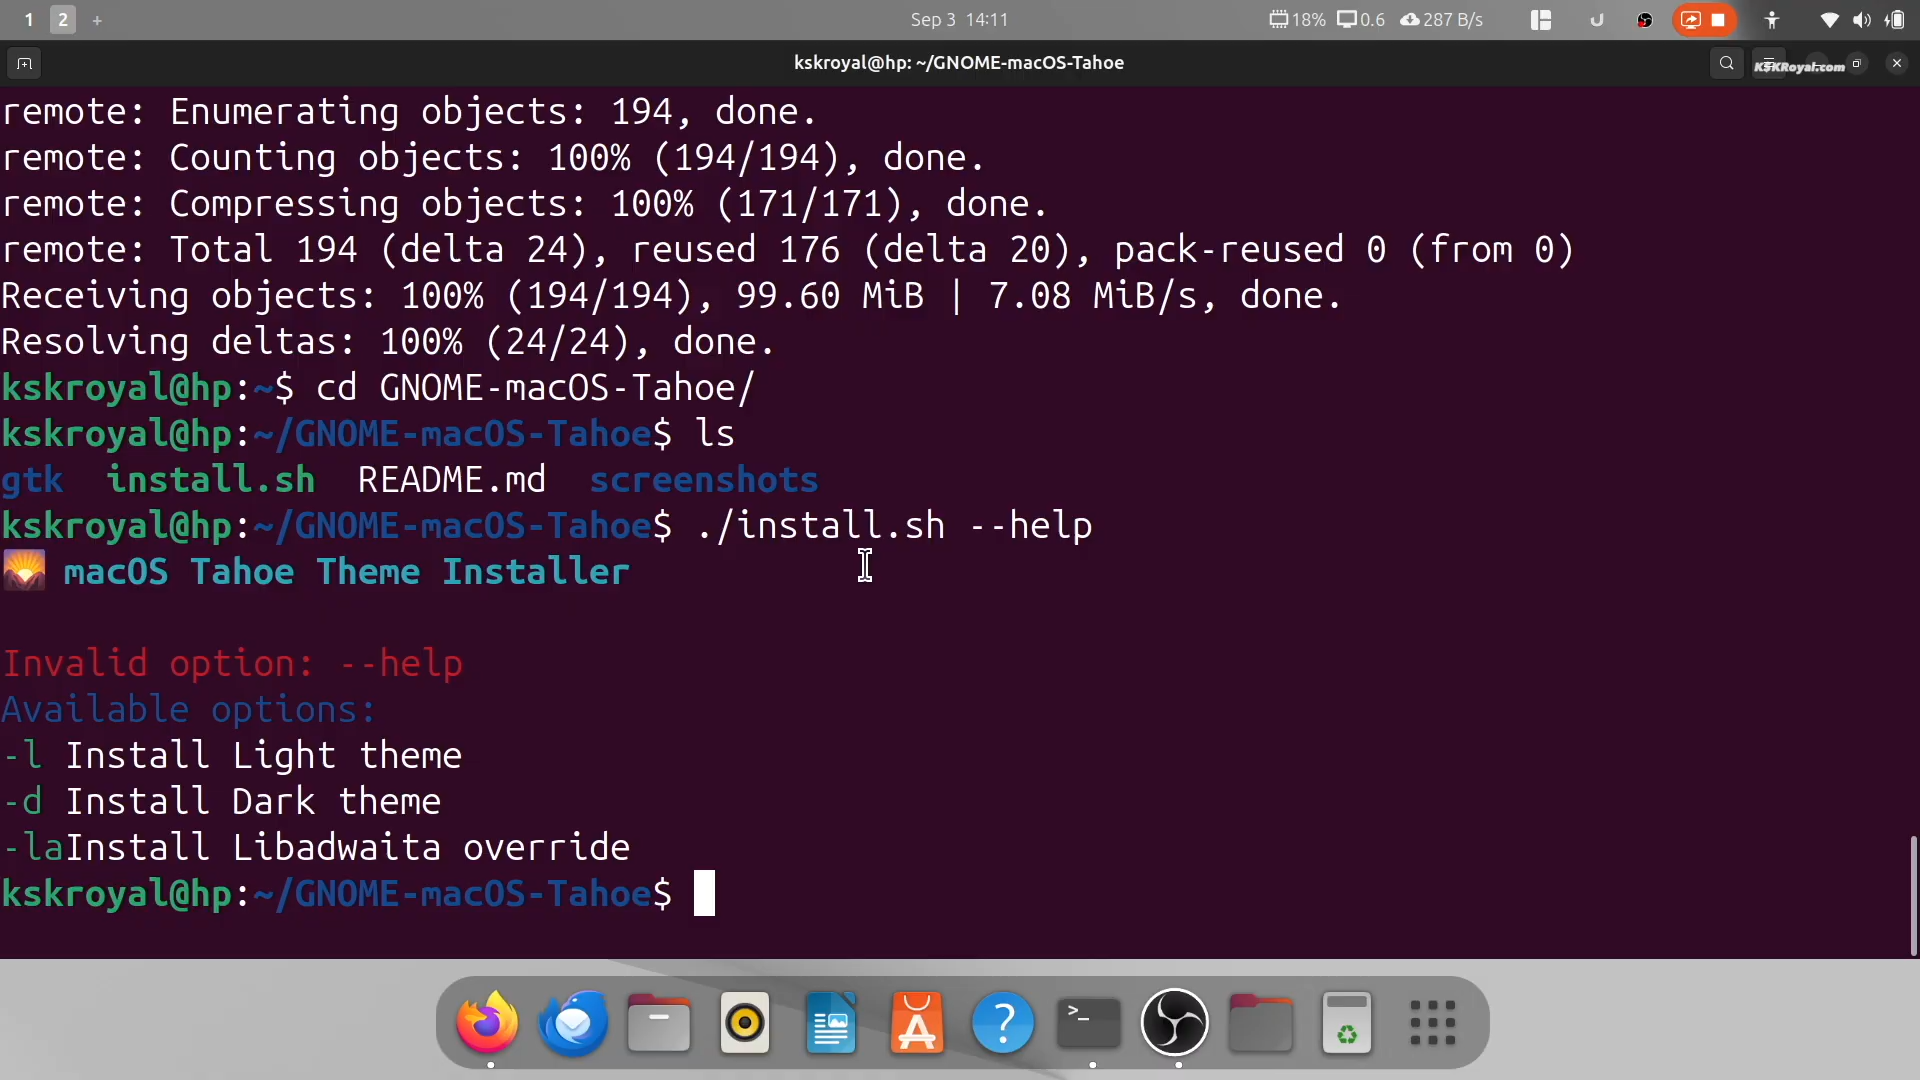 1 2 + Sep 3 14:11 18% 0.6 287 B/s
kskroyal@hp: ~/GNOME-macOS-Tahoe KSKRoyal.com
remote: Enumerating objects: 194, done.
remote: Counting objects: 100% (194/194), done.
remote: Compressing objects: 100% (171/171), done.
remote: Total 194 (delta 24), reused 176 (delta 20), pack-reused 0 (from 0)
Receiving objects: 100% (194/194), 99.60 MiB | 7.08 MiB/s, done.
Resolving deltas: 100% (24/24), done.
kskroyal@hp:~$ cd GNOME-macOS-Tahoe/
kskroyal@hp:~/GNOME-macOS-Tahoe$ ls
gtk install.sh README.md screenshots
kskroyal@hp:~/GNOME-macOS-Tahoe$ ./install.sh --help
macOS Tahoe Theme Installer
Invalid option: --help
Available options:
-l Install Light theme
-d Install Dark theme
-laInstall Libadwaita override
kskroyal@hp:~/GNOME-macOS-Tahoe$